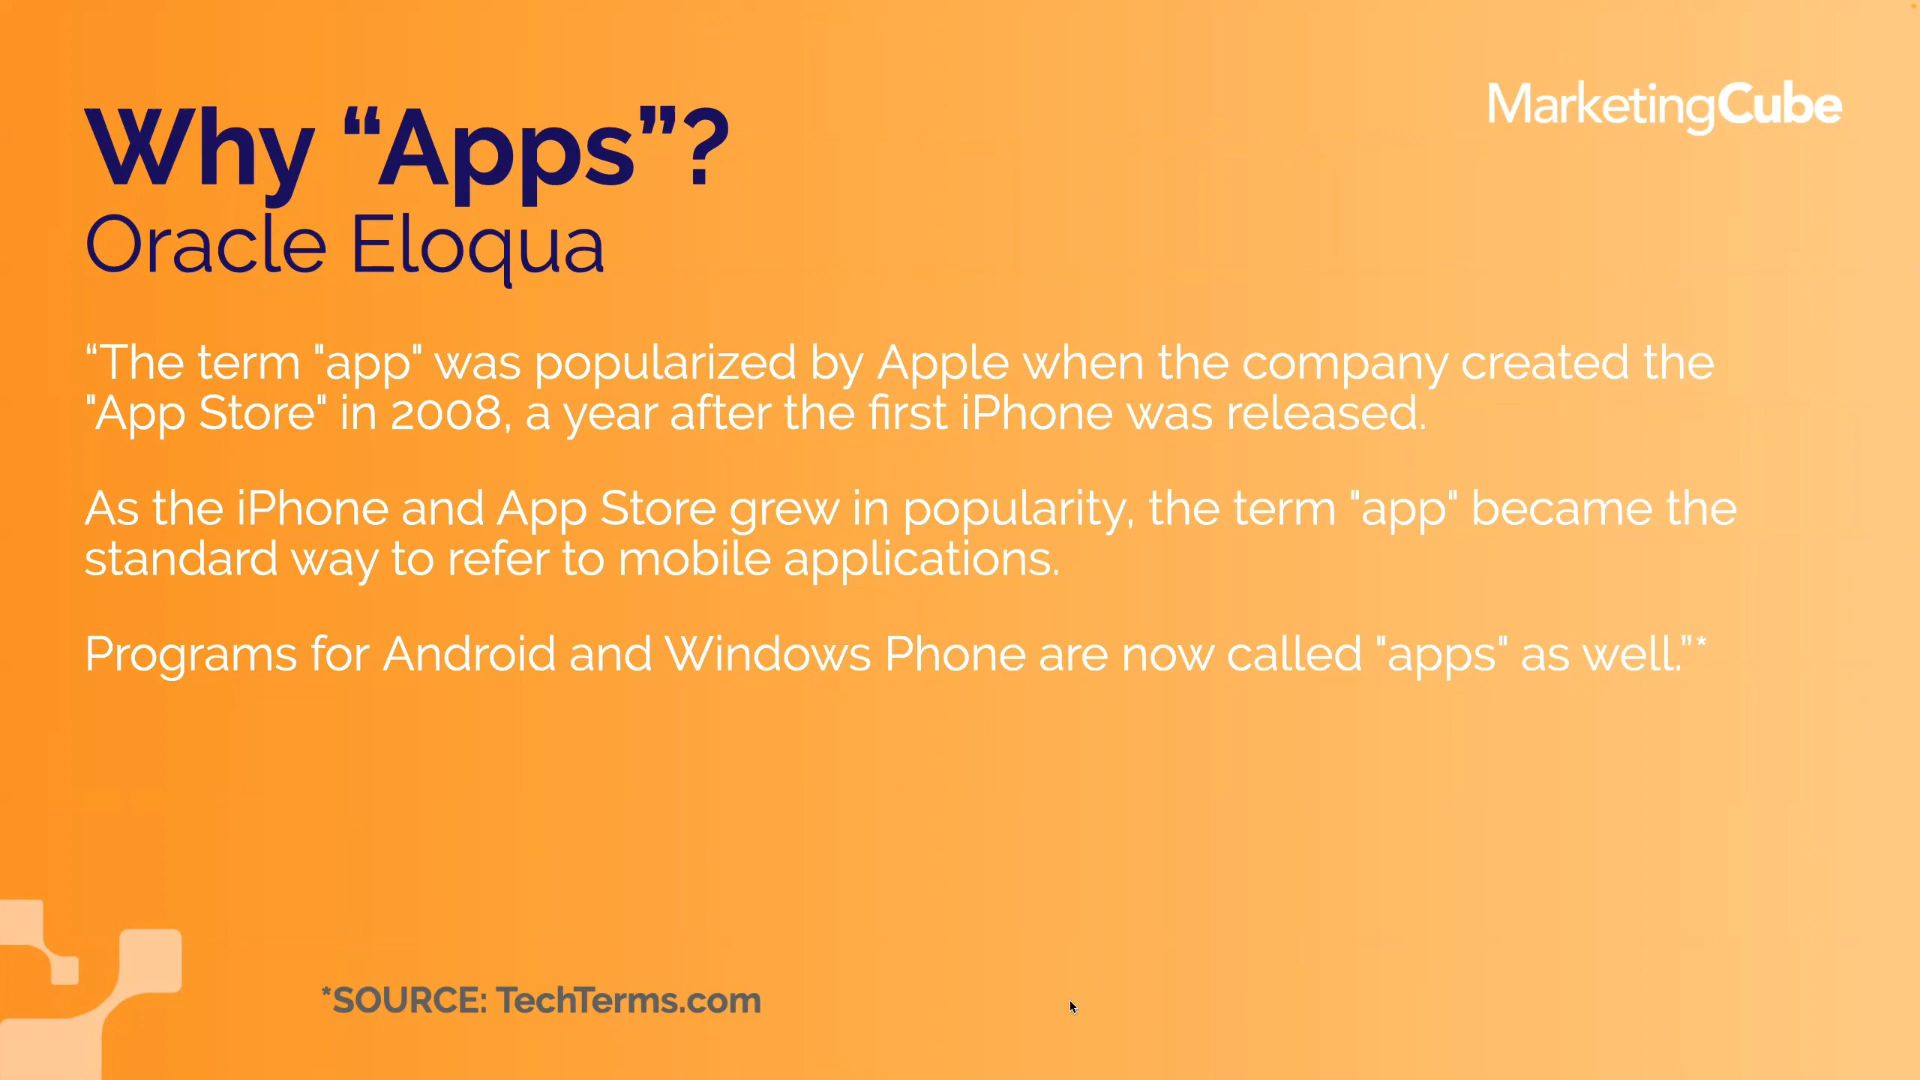 Why “Apps”?
MarketingCube
Oracle Eloqua
“The term "app" was popularized by Apple when the company created the
"App Store" in 2008, a year after the first iPhone was released.
As the iPhone and App Store grew in popularity, the term "app" became the
standard way to refer to mobile applications.
Programs for Android and Windows Phone are now called "apps" as well.”*
*SOURCE: TechTerms.com